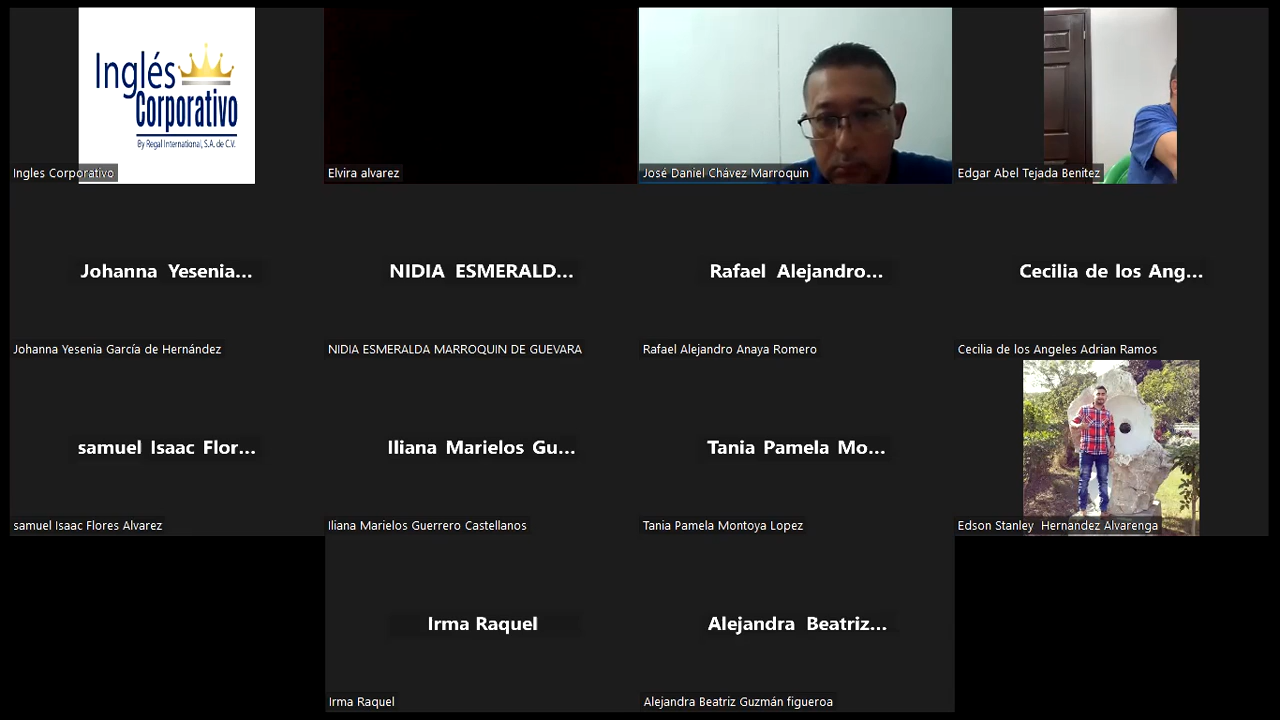 Inglés
Corporativo
By Regal International, S.A. de C.V.
Ingles Corporativo
Elvira alvarez
José Daniel Chávez Marroquin
Edgar Abel Tejada Benitez
Johanna Yesenia...
NIDIA ESMERALD...
Rafael Alejandro...
Cecilia de los Ang...
Johanna Yesenia García de Hernández
NIDIA ESMERALDA MARROQUIN DE GUEVARA
Rafael Alejandro Anaya Romero
Cecilia de los Angeles Adrian Ramos
samuel Isaac Flor...
Iliana Marielos Gu...
Tania Pamela Mo...
samuel Isaac Flores Alvarez
Iliana Marielos Guerrero Castellanos
Tania Pamela Montoya Lopez
Edson Stanley Hernandez Alvarenga
Irma Raquel
Alejandra Beatriz...
Irma Raquel
Alejandra Beatriz Guzmán figueroa